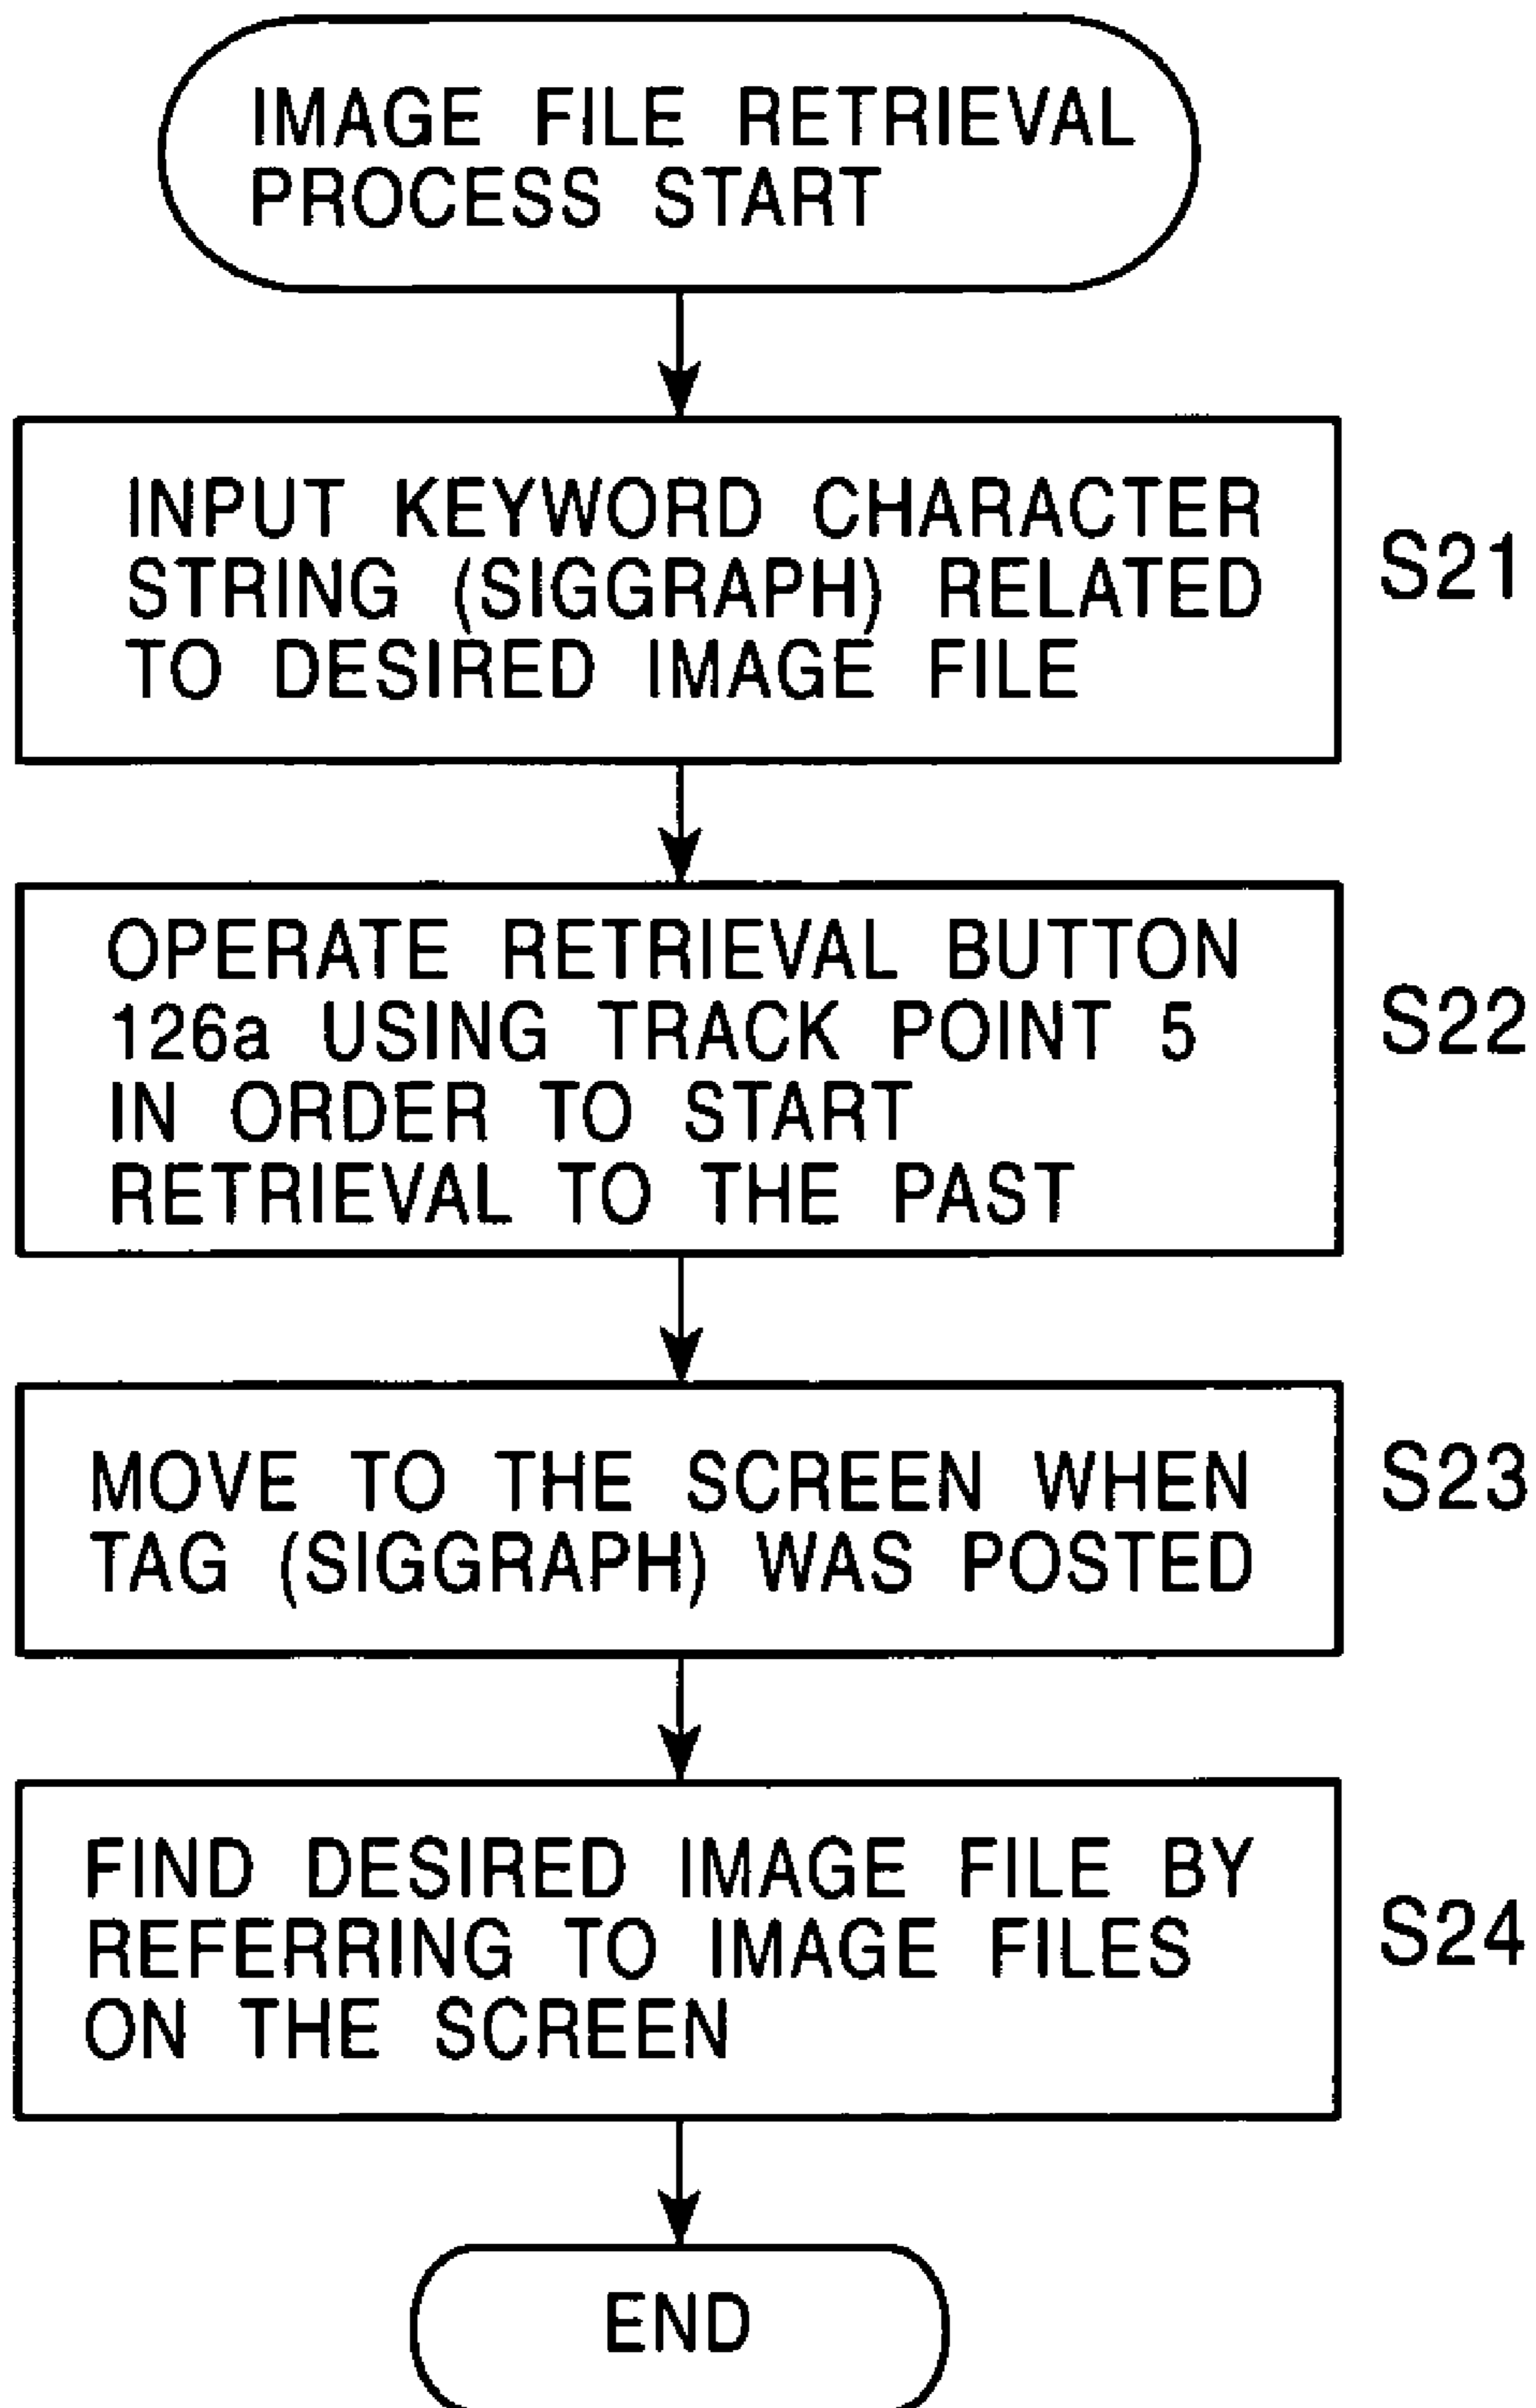 IMAGE FILE RETRIEVAL
PROCESS START
INPUT KEYWORD CHARACTER
STRING (SIGGRAPH) RELATED
TO DESIRED IMAGE FILE
S21
OPERATE RETRIEVAL BUTTON
126a USING TRACK POINT 5
IN ORDER TO START
RETRIEVAL TO THE PAST
S22
MOVE TO THE SCREEN WHEN
TAG (SIGGRAPH) WAS POSTED
S23
FIND DESIRED IMAGE FILE BY
REFERRING TO IMAGE FILES
ON THE SCREEN
S24
END